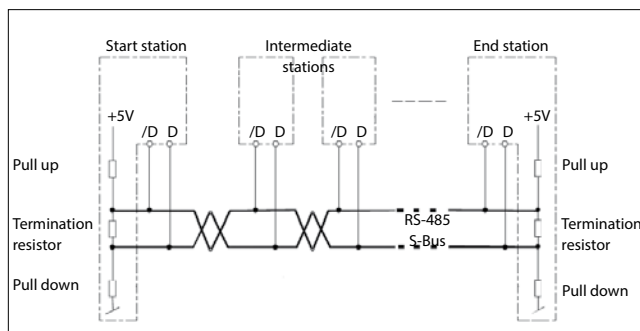 Start station
Intermediate
stations
End station
+5V
/D D
/D D
/D D
/D D
+5V
Pull up
Pull up
RS-485
S-Bus
Termination
resistor
Termination
resistor
Pull down
Pull down